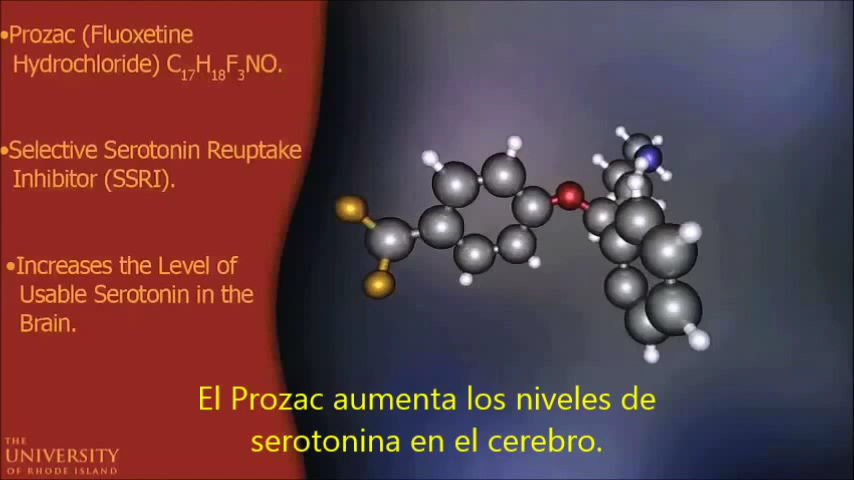 •Prozac (Fluoxetine
Hydrochloride) C₁₇H₁₈F₃NO.
•Selective Serotonin Reuptake
Inhibitor (SSRI).
•Increases the Level of
Usable Serotonin in the
Brain.
El Prozac aumenta los niveles de
serotonina en el cerebro.
THE
UNIVERSITY
OF RHODE ISLAND